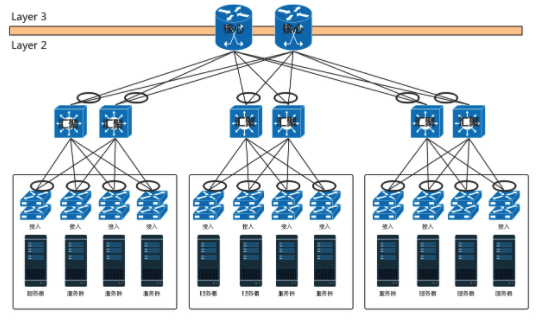 Layer 3
核心 核心
Layer 2
汇聚 汇聚 汇聚 汇聚 汇聚 汇聚
接入 接入 接入 接入 接入 接入 接入 接入 接入 接入 接入 接入
服务器 服务器 服务器 服务器 服务器 服务器 服务器 服务器 服务器 服务器 服务器 服务器